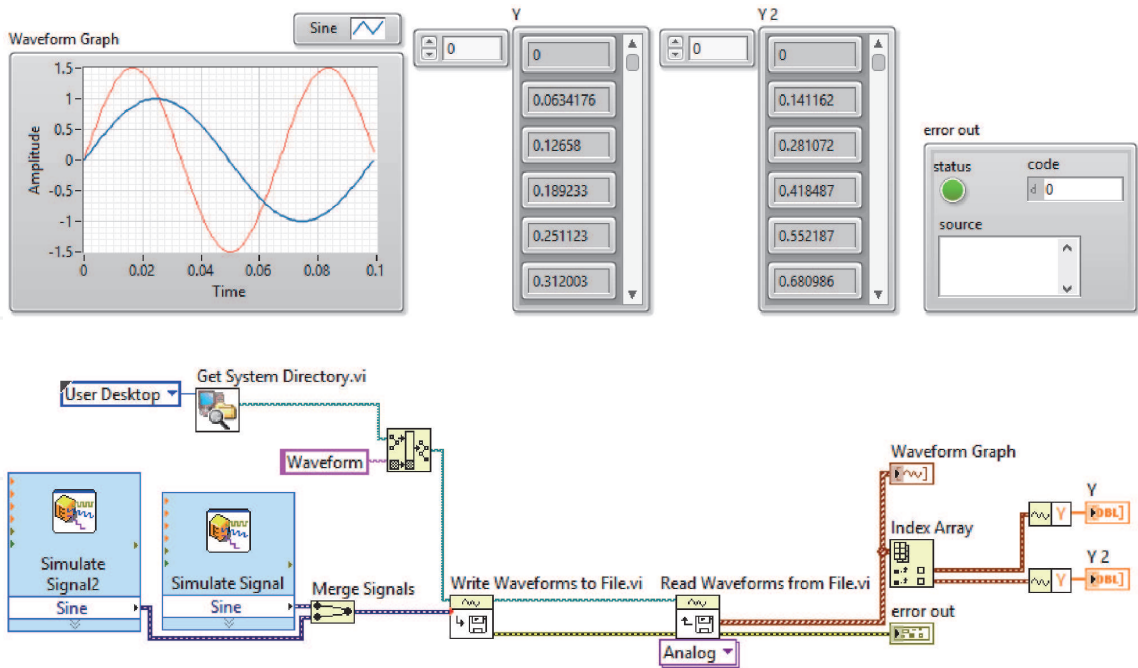 Waveform Graph
Sine
Amplitude
1.5
1
0.5
0
-0.5
-1
-1.5
0
0.02
0.04
0.06
0.08
0.1
Time
Y
0
0
0.0634176
0.12658
0.189233
0.251123
0.312003
Y 2
0
0
0.141162
0.281072
0.418487
0.552187
0.680986
error out
status
code
d 0
source
User Desktop
Get System Directory.vi
Waveform
Simulate
Signal2
Sine
Simulate Signal
Sine
Merge Signals
Write Waveforms to File.vi
Read Waveforms from File.vi
Analog
Waveform Graph
Index Array
Y
Y
DBL
Y 2
Y
DBL
error out